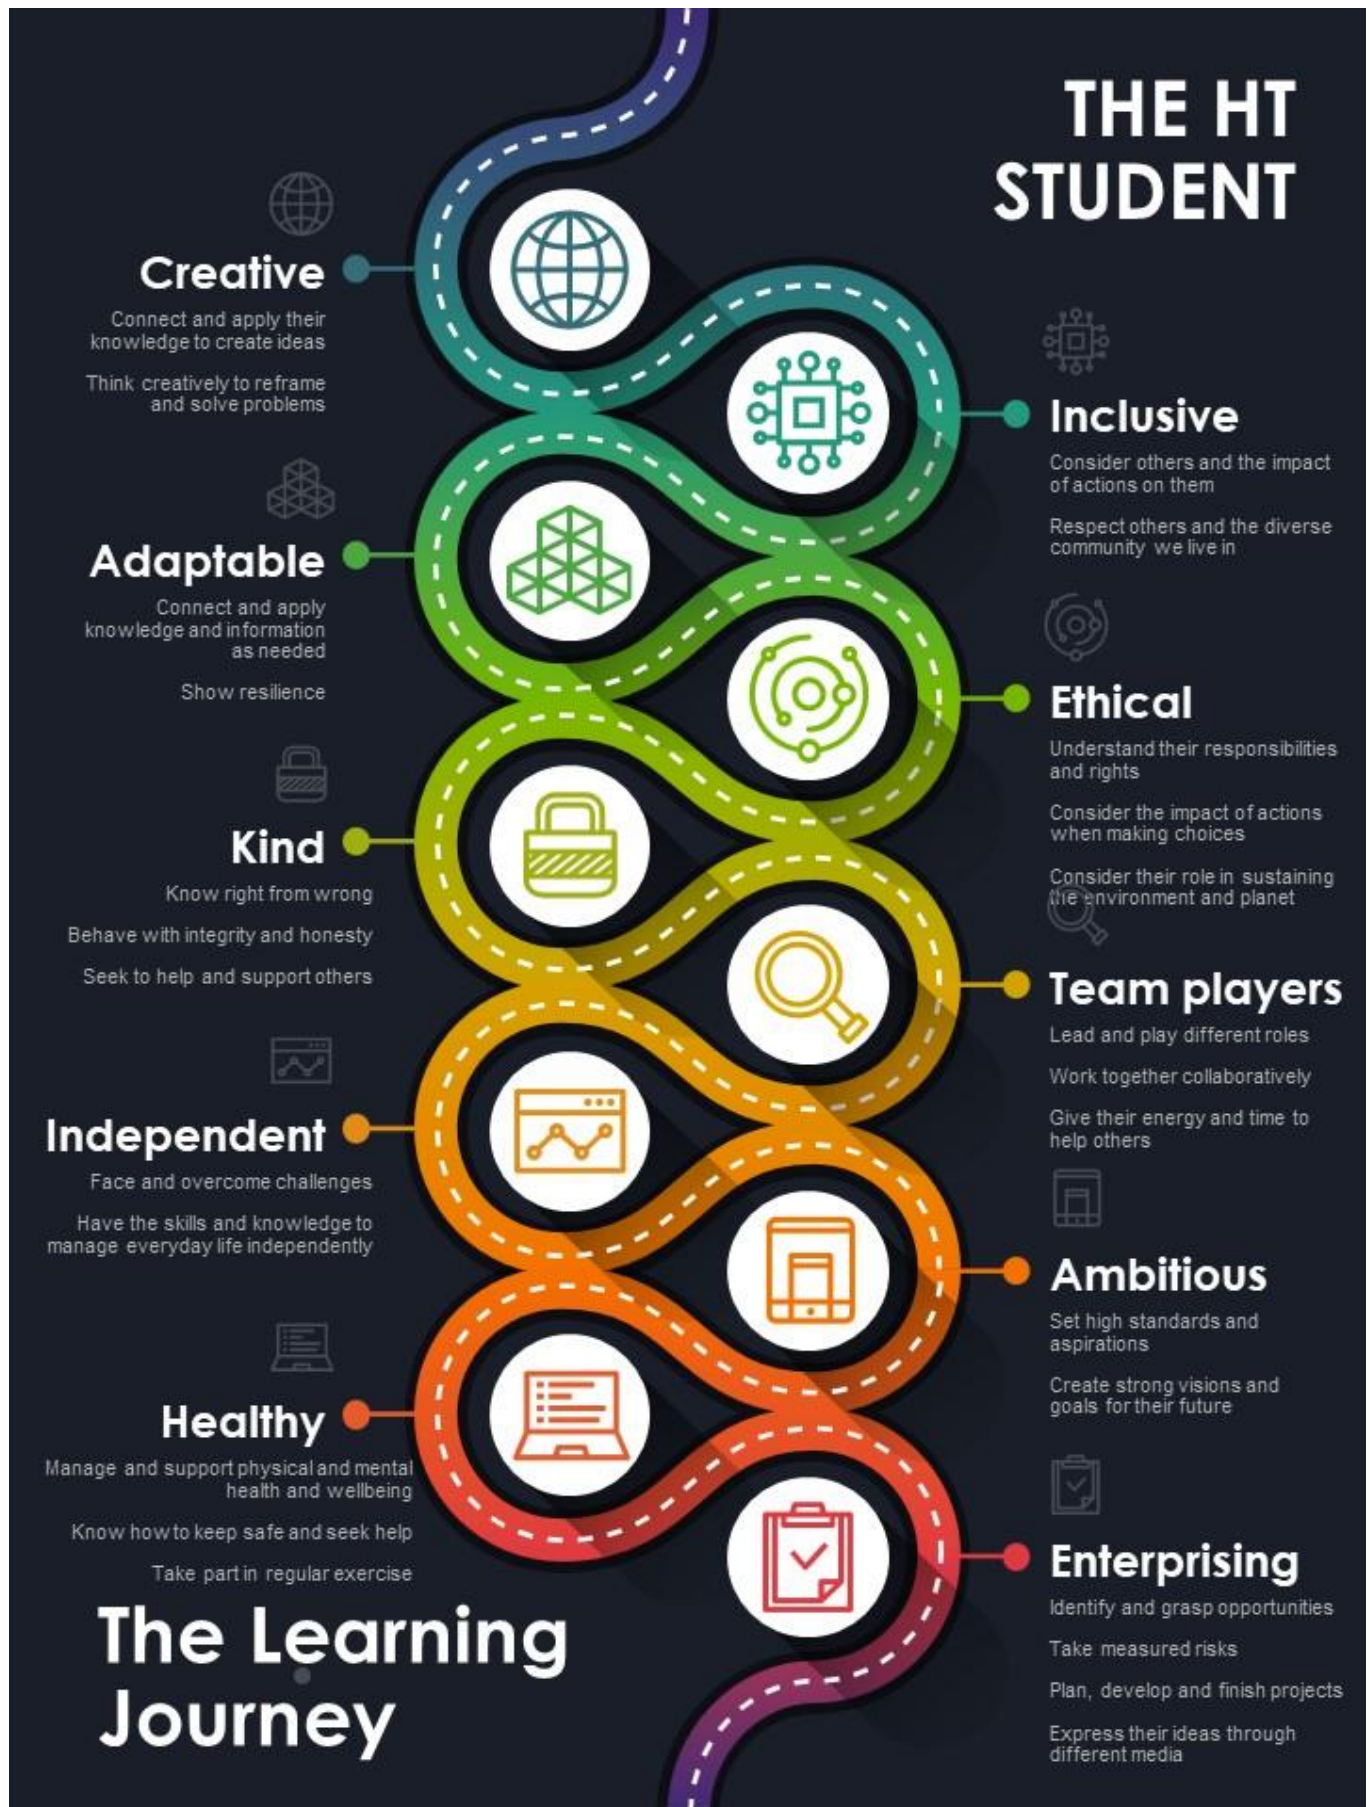 THE HT
STUDENT
Creative
Connect and apply their
knowledge to create ideas
Think creatively to reframe
and solve problems
Inclusive
Consider others and the impact
of actions on them
Respect others and the diverse
community we live in
Adaptable
Connect and apply
knowledge and information
as needed
Show resilience
Ethical
Understand their responsibilities
and rights
Consider the impact of actions
when making choices
Consider their role in sustaining
the environment and planet
Kind
Know right from wrong
Behave with integrity and honesty
Seek to help and support others
Team players
Lead and play different roles
Work together collaboratively
Give their energy and time to
help others
Independent
Face and overcome challenges
Have the skills and knowledge to
manage everyday life independently
Ambitious
Set high standards and
aspirations
Create strong visions and
goals for their future
Healthy
Manage and support physical and mental
health and wellbeing
Know how to keep safe and seek help
Take part in regular exercise
Enterprising
Identify and grasp opportunities
Take measured risks
Plan, develop and finish projects
Express their ideas through
different media
The Learning
Journey